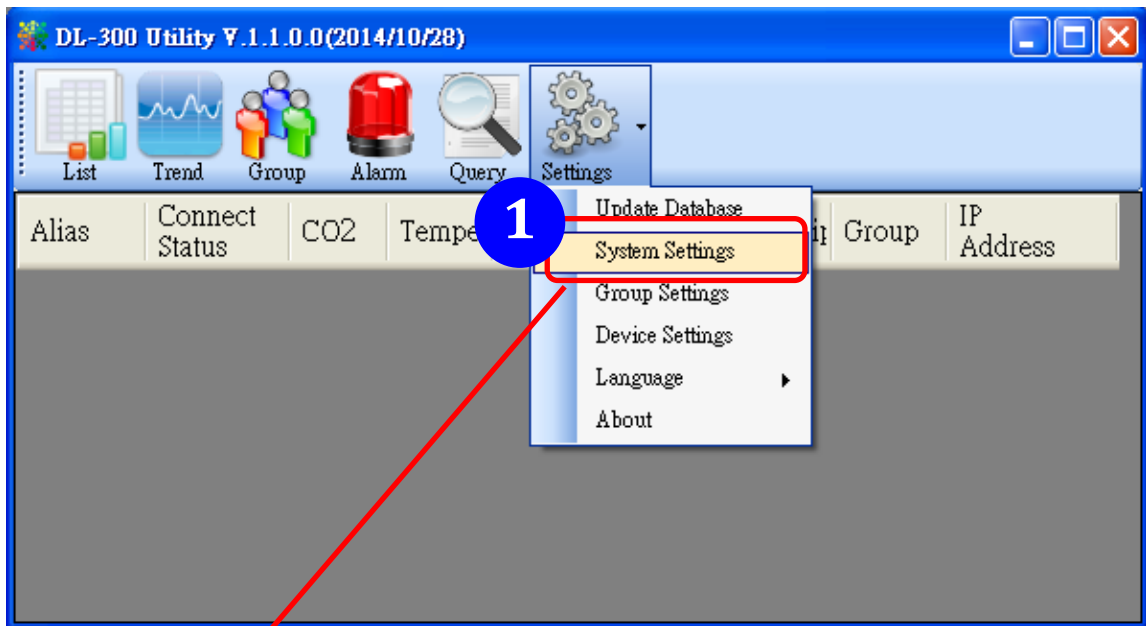 DL-300 Utility V.1.1.0.0(2014/10/28)
List Trend Group Alarm Query Settings
Alias Connect Status CO2 Group IP Address
1
Update Database
System Settings
Group Settings
Device Settings
Language
About